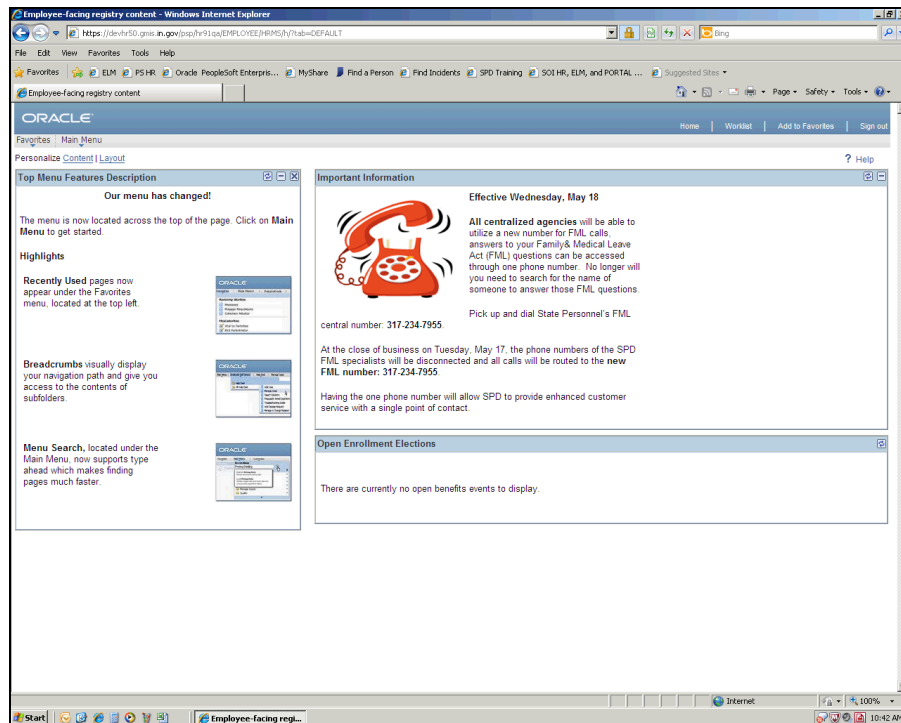 Employee-facing registry content - Windows Internet Explorer
https://devhr50.gmis.in.gov/psp/hr91qa/EMPLOYEE/HRMS/h/?tab=DEFAULT
Bing
File Edit View Favorites Tools Help
Favorites ELM PS HR Oracle PeopleSoft Enterpris... MyShare Find a Person Find Incidents SPD Training SOI HR, ELM, and PORTAL ... Suggested Sites
Employee-facing registry content
Page Safety Tools
ORACLE
Home | Worklist | Add to Favorites | Sign out
Favorites Main Menu
Personalize Content | Layout
? Help
Top Menu Features Description
Our menu has changed!
The menu is now located across the top of the page. Click on Main
Menu to get started.
Highlights
Recently Used pages now
appear under the Favorites
menu, located at the top left.
ORACLE
Breadcrumbs visually display
your navigation path and give you
access to the contents of
subfolders.
ORACLE
Menu Search, located under the
Main Menu, now supports type
ahead which makes finding
pages much faster.
ORACLE
Important Information
Effective Wednesday, May 18
All centralized agencies will be able to
utilize a new number for FML calls,
answers to your Family& Medical Leave
Act (FML) questions can be accessed
through one phone number. No longer will
you need to search for the name of
someone to answer those FML questions.
Pick up and dial State Personnel's FML
central number: 317-234-7955.
At the close of business on Tuesday, May 17, the phone numbers of the SPD
FML specialists will be disconnected and all calls will be routed to the new
FML number: 317-234-7955.
Having the one phone number will allow SPD to provide enhanced customer
service with a single point of contact.
Open Enrollment Elections
There are currently no open benefits events to display.
Internet
100%
Start
Employee-facing regi...
10:42 AM